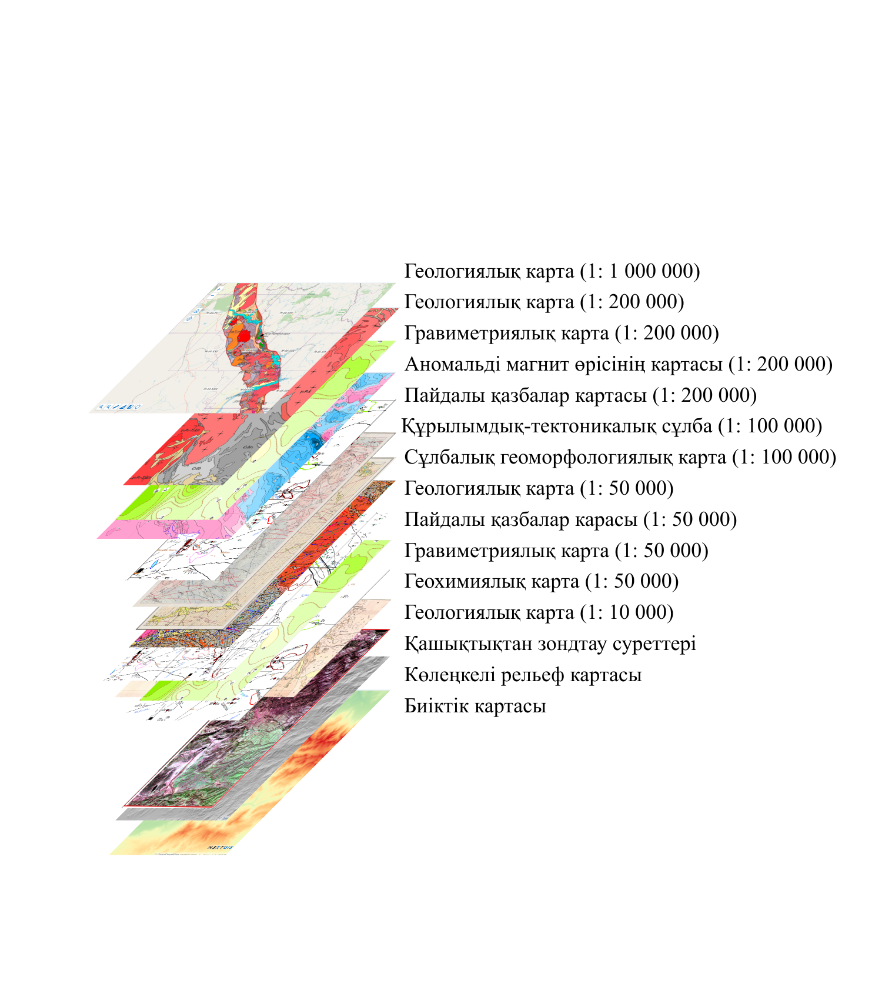 Геологиялық карта (1: 1 000 000)
Геологиялық карта (1: 200 000)
Гравиметриялық карта (1: 200 000)
Аномальді магнит өрісінің картасы (1: 200 000)
Пайдалы қазбалар картасы (1: 200 000)
Құрылымдық-тектоникалық сұлба (1: 100 000)
Сұлбалық геоморфологиялық карта (1: 100 000)
Геологиялық карта (1: 50 000)
Пайдалы қазбалар карасы (1: 50 000)
Гравиметриялық карта (1: 50 000)
Геохимиялық карта (1: 50 000)
Геологиялық карта (1: 10 000)
Қашықтықтан зондтау суреттері
Көлеңкелі рельеф картасы
Биіктік картасы
NEXTGIS